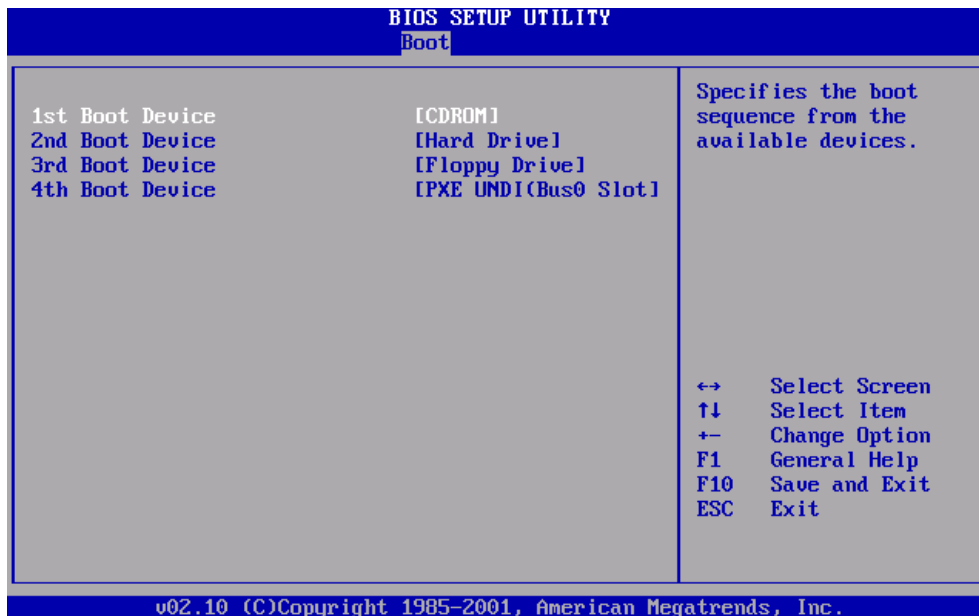 BIOS SETUP UTILITY
Boot
1st Boot Device [CDROM]
2nd Boot Device [Hard Drive]
3rd Boot Device [Floppy Drive]
4th Boot Device [PXE UNDI(Bus0 Slot]
Specifies the boot
sequence from the
available devices.
←→ Select Screen
↑↓ Select Item
+- Change Option
F1 General Help
F10 Save and Exit
ESC Exit
v02.10 (C)Copyright 1985-2001, American Megatrends, Inc.